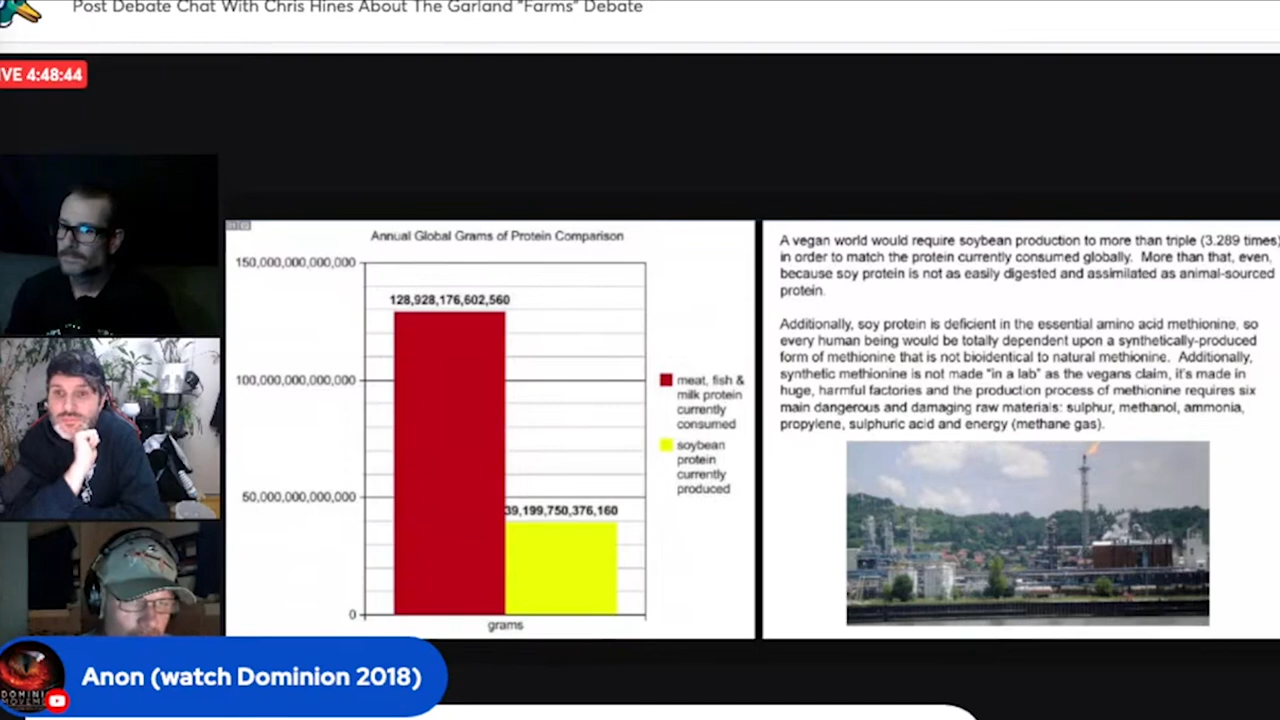 Post Debate Chat With Chris Hines About The Garland "Farms" Debate
IVE 4:48:44
Annual Global Grams of Protein Comparison
150,000,000,000,000
128,928,176,602,560
100,000,000,000,000
50,000,000,000,000
39,199,750,376,160
0
grams
meat, fish &
milk protein
currently
consumed
soybean
protein
currently
produced
A vegan world would require soybean production to more than triple (3.289 times)
in order to match the protein currently consumed globally. More than that, even,
because soy protein is not as easily digested and assimilated as animal-sourced
protein.
Additionally, soy protein is deficient in the essential amino acid methionine, so
every human being would be totally dependent upon a synthetically-produced
form of methionine that is not bioidentical to natural methionine. Additionally,
synthetic methionine is not made "in a lab" as the vegans claim, it's made in
huge, harmful factories and the production process of methionine requires six
main dangerous and damaging raw materials: sulphur, methanol, ammonia,
propylene, sulphuric acid and energy (methane gas).
DOMINI
MOVEM
Anon (watch Dominion 2018)